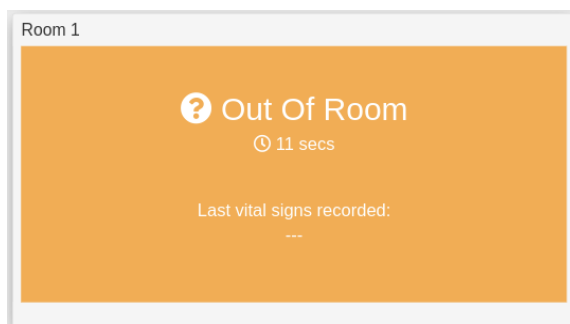 Room 1
Out Of Room
11 secs
Last vital signs recorded:
---